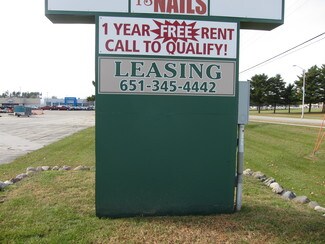 NAILS
1 YEAR FREE RENT
CALL TO QUALIFY!
LEASING
651-345-4442